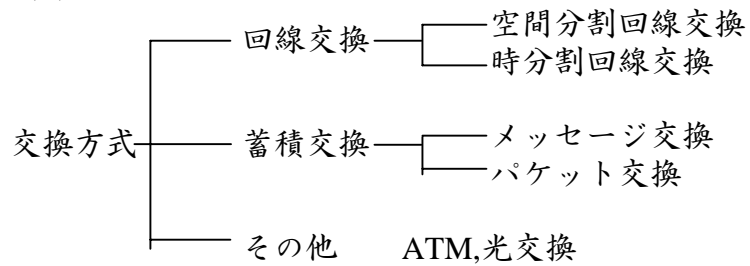 回線交換
空間分割回線交換
時分割回線交換
交換方式
蓄積交換
メッセージ交換
パケット交換
その他 ATM,光交換